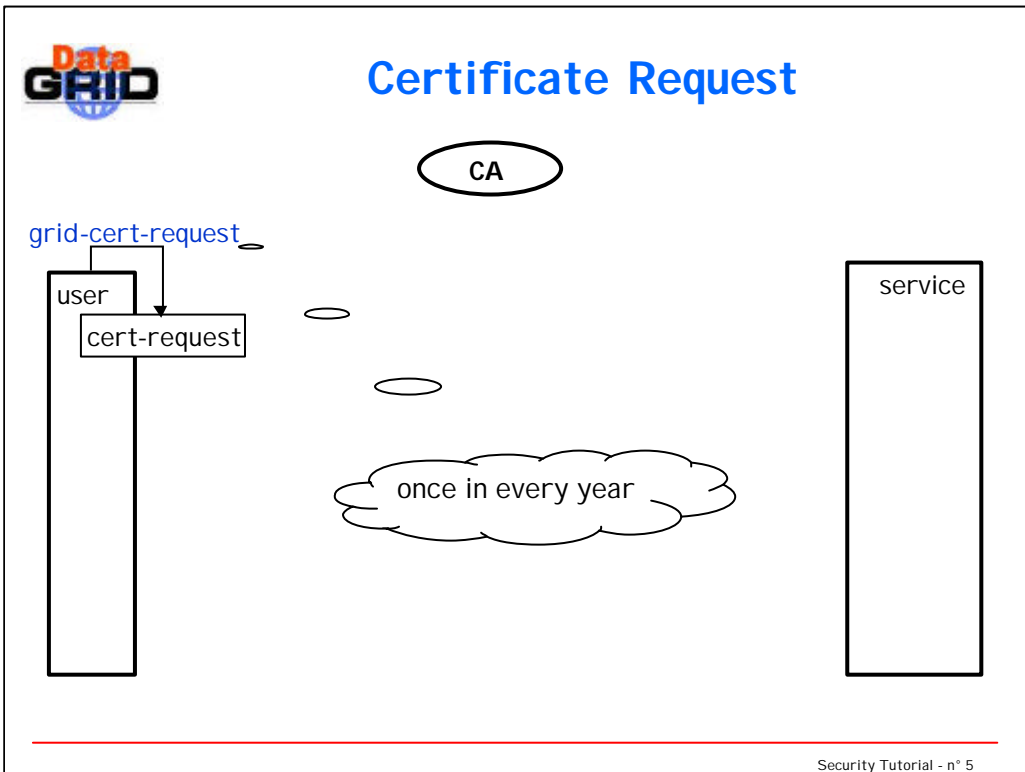 Data
GRID
Certificate Request
CA
grid-cert-request
user
cert-request
service
once in every year
Security Tutorial - n° 5